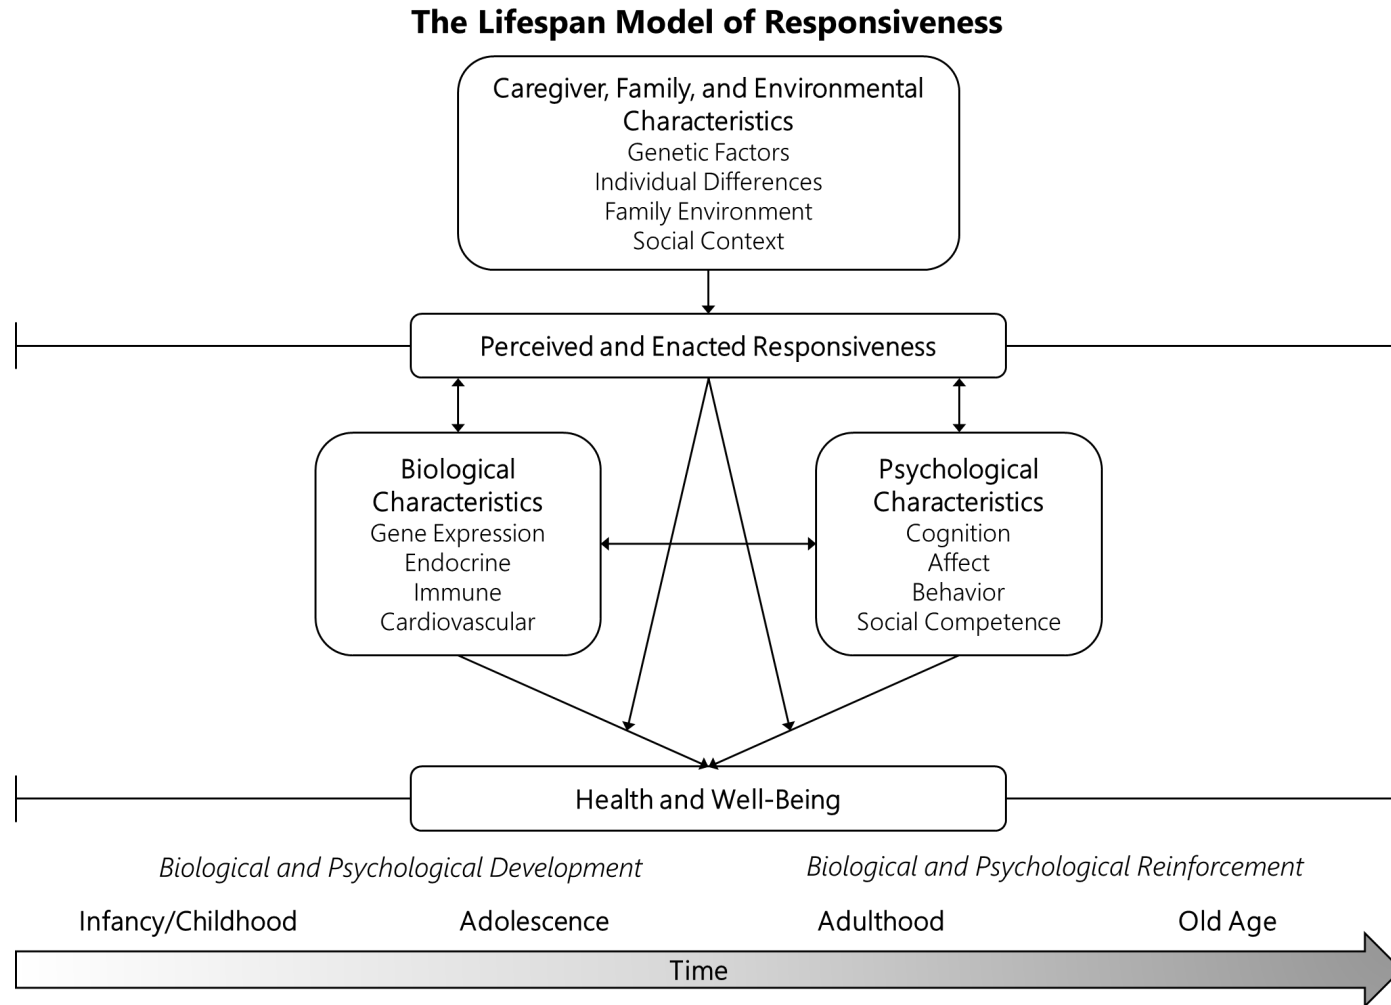 The Lifespan Model of Responsiveness
Caregiver, Family, and Environmental
Characteristics
Genetic Factors
Individual Differences
Family Environment
Social Context
Perceived and Enacted Responsiveness
Biological
Characteristics
Gene Expression
Endocrine
Immune
Cardiovascular
Psychological
Characteristics
Cognition
Affect
Behavior
Social Competence
Health and Well-Being
Biological and Psychological Development
Biological and Psychological Reinforcement
Infancy/Childhood
Adolescence
Adulthood
Old Age
Time